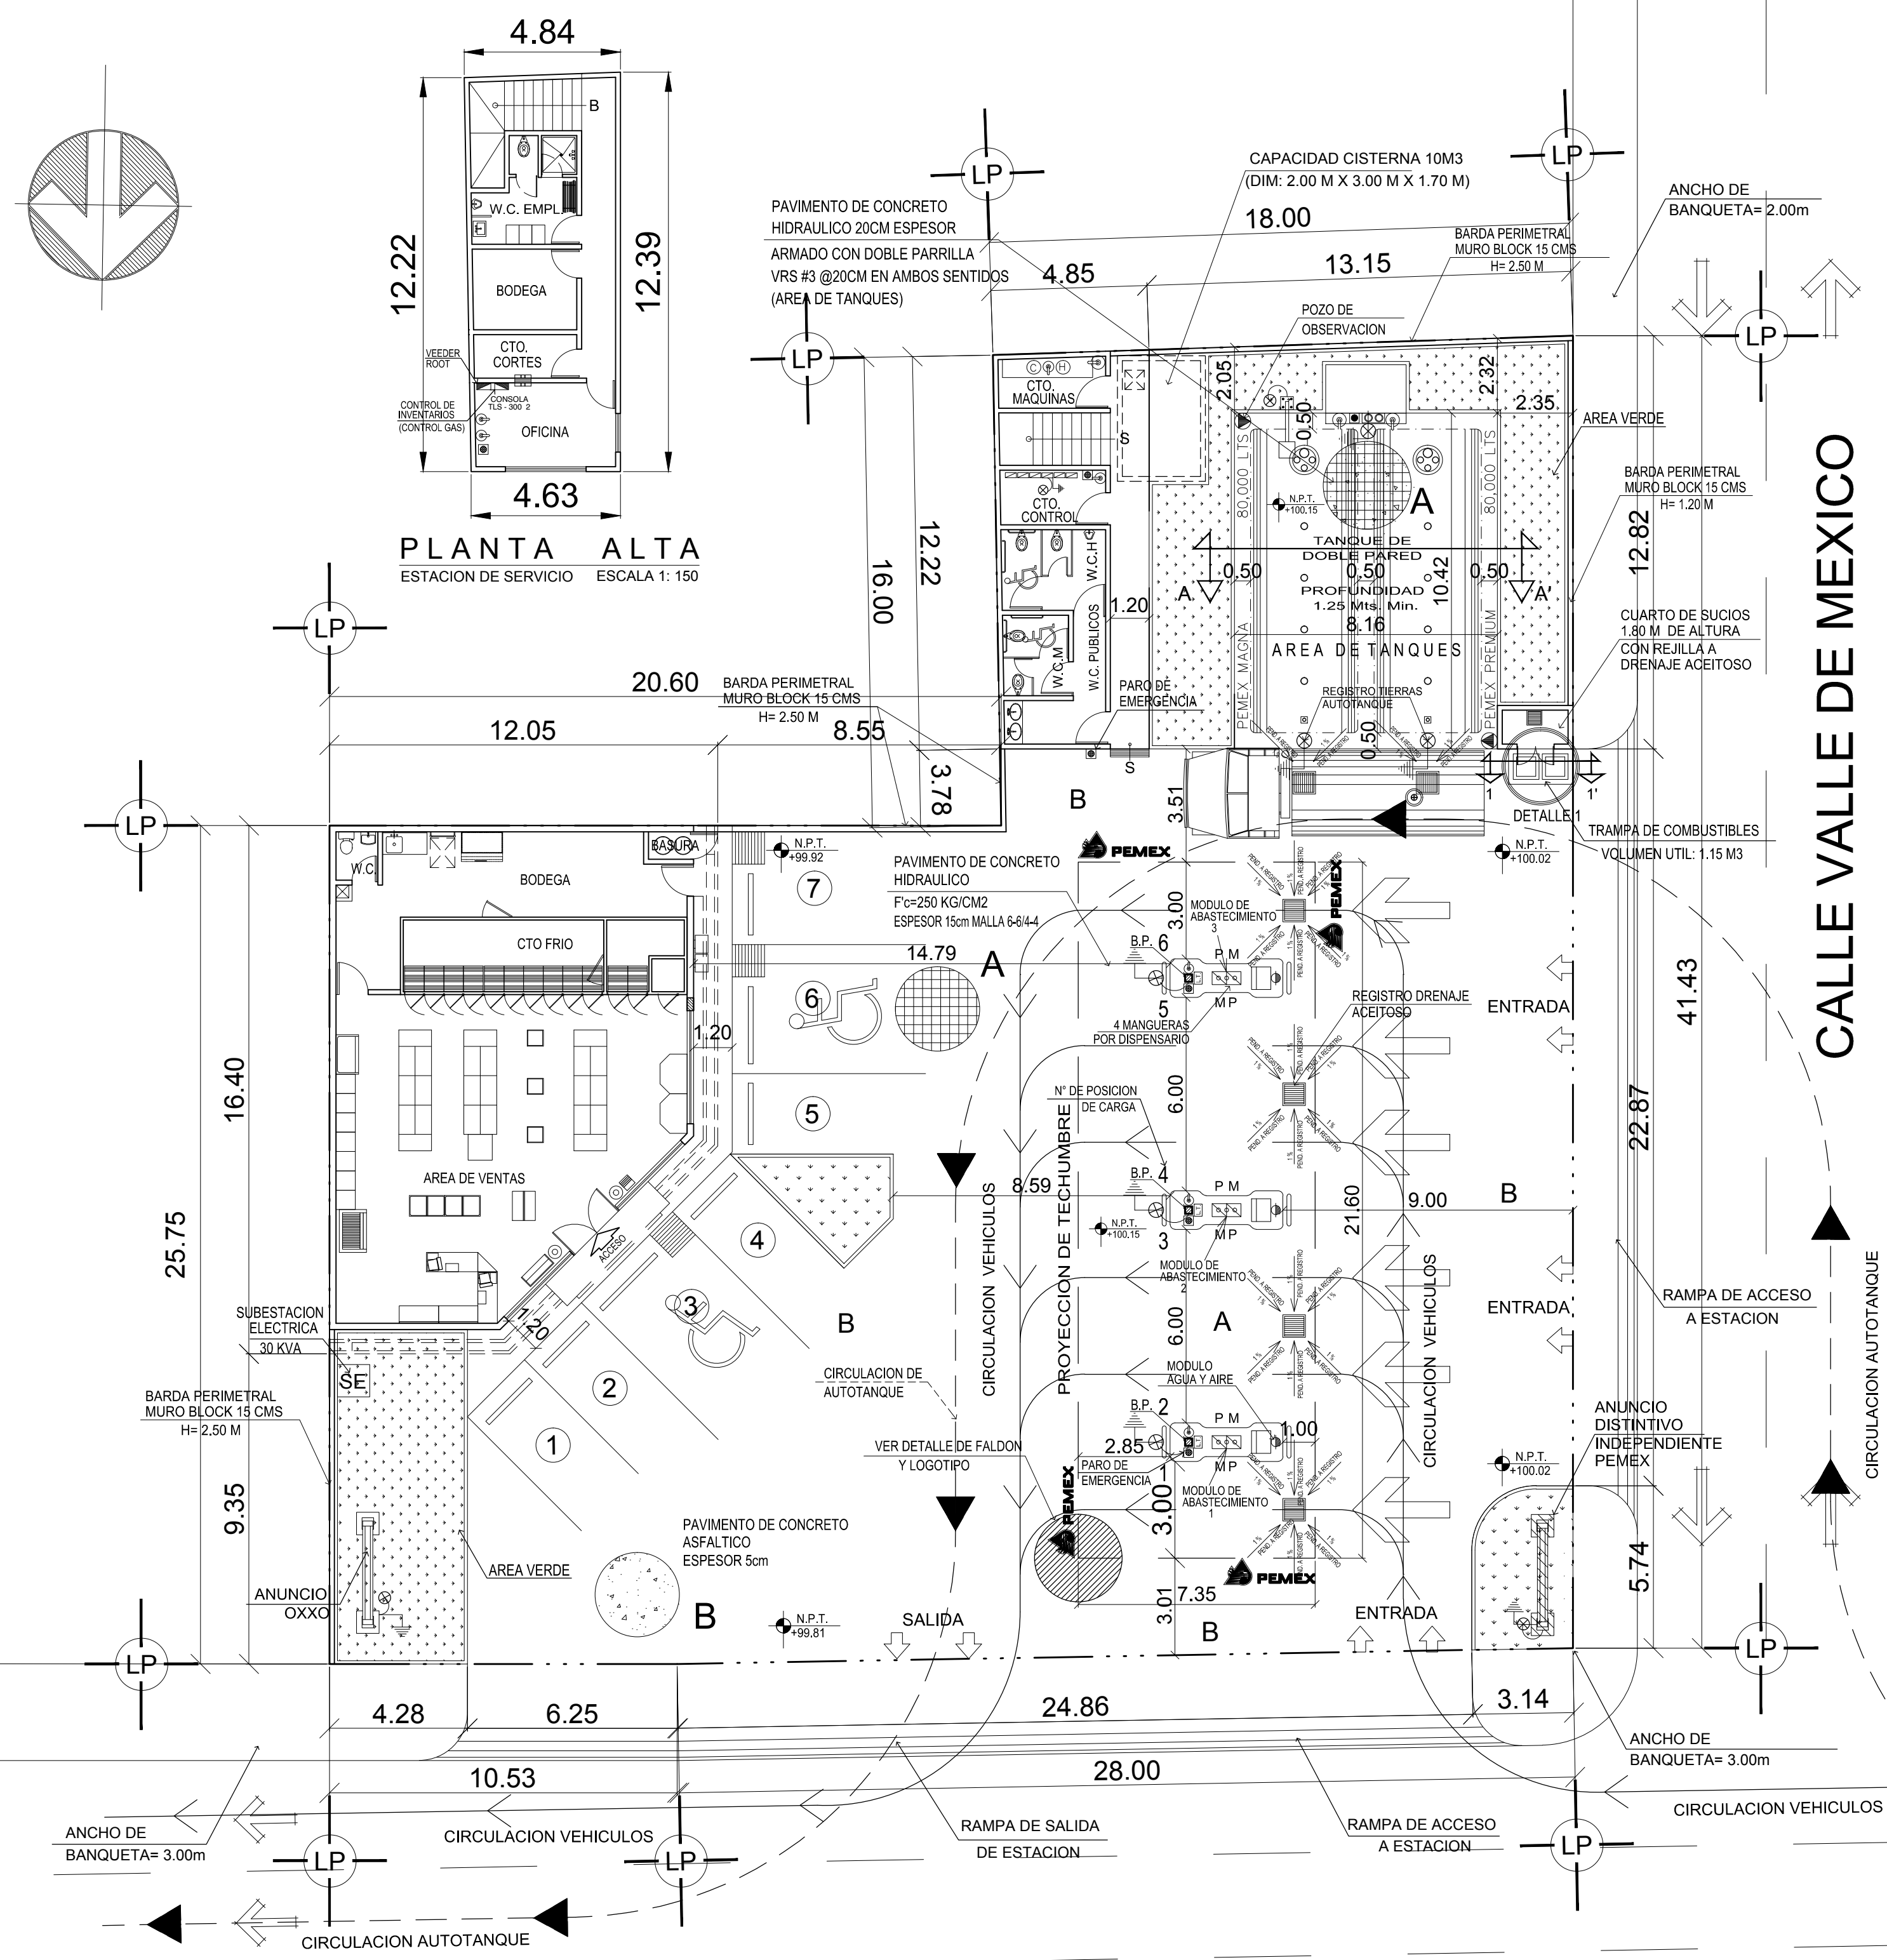 4.84
12.22
12.39
B
W.C. EMPL.
BODEGA
CTO.
CORTES
VEEDER
ROOT
CONSOLA
TLS - 300 2
CONTROL DE
INVENTARIOS
(CONTROL GAS)
OFICINA
4.63
PLANTA ALTA
ESTACION DE SERVICIO ESCALA 1: 150
LP
LP
LP
LP
LP
LP
LP
LP
LP
LP
LP
PAVIMENTO DE CONCRETO
HIDRAULICO 20CM ESPESOR
ARMADO CON DOBLE PARRILLA
VRS #3 @20CM EN AMBOS SENTIDOS
(AREA DE TANQUES)
CAPACIDAD CISTERNA 10M3
(DIM: 2.00 M X 3.00 M X 1.70 M)
18.00
4.85
13.15
BARDA PERIMETRAL
MURO BLOCK 15 CMS
H= 2.50 M
ANCHO DE
BANQUETA= 2.00m
POZO DE
OBSERVACION
C H
CTO.
MAQUINAS
S
CTO.
CONTROL
W.C.H
W.C. PUBLICOS
W.C.M
1.20
2.05
2.32
2.35
0.50
AREA VERDE
BARDA PERIMETRAL
MURO BLOCK 15 CMS
H= 1.20 M
80,000 LTS
80,000 LTS
N.P.T.
+100.15
A
TANQUE DE
DOBLE PARED
0.50
0.50
0.50
PROFUNDIDAD
1.25 Mts. Min.
A
A'
10.42
8.16
AREA DE TANQUES
PEMEX MAGNA
PEMEX PREMIUM
REGISTRO TIERRAS
AUTOTANQUE
PEND. A REGISTRO
1%
0.50
12.82
CUARTO DE SUCIOS
1.80 M DE ALTURA
CON REJILLA A
DRENAJE ACEITOSO
CALLE VALLE DE MEXICO
16.00
12.22
3.78
20.60
12.05
8.55
BARDA PERIMETRAL
MURO BLOCK 15 CMS
H= 2.50 M
PARO DE
EMERGENCIA
S
B
3.51
1
1'
DETALLE 1
TRAMPA DE COMBUSTIBLES
VOLUMEN UTIL: 1.15 M3
N.P.T.
+100.02
PEMEX
PEMEX
W.C.
BODEGA
BASURA
N.P.T.
+99.92
7
PAVIMENTO DE CONCRETO
HIDRAULICO
F'c=250 KG/CM2
ESPESOR 15cm MALLA 6-6/4-4
CTO FRIO
14.79
A
6
1.20
5
3.00
MODULO DE
ABASTECIMIENTO
3
B.P. 6
P M
M P
5
4 MANGUERAS
POR DISPENSARIO
REGISTRO DRENAJE
ACEITOSO
ENTRADA
41.43
22.87
16.40
25.75
N° DE POSICION
DE CARGA
6.00
AREA DE VENTAS
ACCESO
4
8.59
B.P. 4
P M
M P
3
N.P.T.
+100.15
MODULO DE
ABASTECIMIENTO
2
21.60
9.00
B
ENTRADA
CIRCULACION VEHICULOS
PROYECCION DE TECHUMBRE
CIRCULACION VEHICULOS
RAMPA DE ACCESO
A ESTACION
CIRCULACION AUTOTANQUE
SUBESTACION
ELECTRICA
30 KVA
SE
1.20
3
B
A
6.00
2
1
CIRCULACION DE
AUTOTANQUE
MODULO
AGUA Y AIRE
BARDA PERIMETRAL
MURO BLOCK 15 CMS
H= 2.50 M
9.35
VER DETALLE DE FALDON
Y LOGOTIPO
B.P. 2
P M
M P
1.00
2.85
PARO DE
EMERGENCIA
1
MODULO DE
ABASTECIMIENTO
1
3.00
PEMEX
PEMEX
N.P.T.
+100.02
ANUNCIO
DISTINTIVO
INDEPENDIENTE
PEMEX
5.74
PAVIMENTO DE CONCRETO
ASFALTICO
ESPESOR 5cm
AREA VERDE
ANUNCIO
OXXO
B
N.P.T.
+99.81
SALIDA
3.01
7.35
B
ENTRADA
4.28
6.25
24.86
3.14
ANCHO DE
BANQUETA= 3.00m
10.53
28.00
CIRCULACION VEHICULOS
ANCHO DE
BANQUETA= 3.00m
CIRCULACION VEHICULOS
RAMPA DE SALIDA
DE ESTACION
RAMPA DE ACCESO
A ESTACION
CIRCULACION AUTOTANQUE